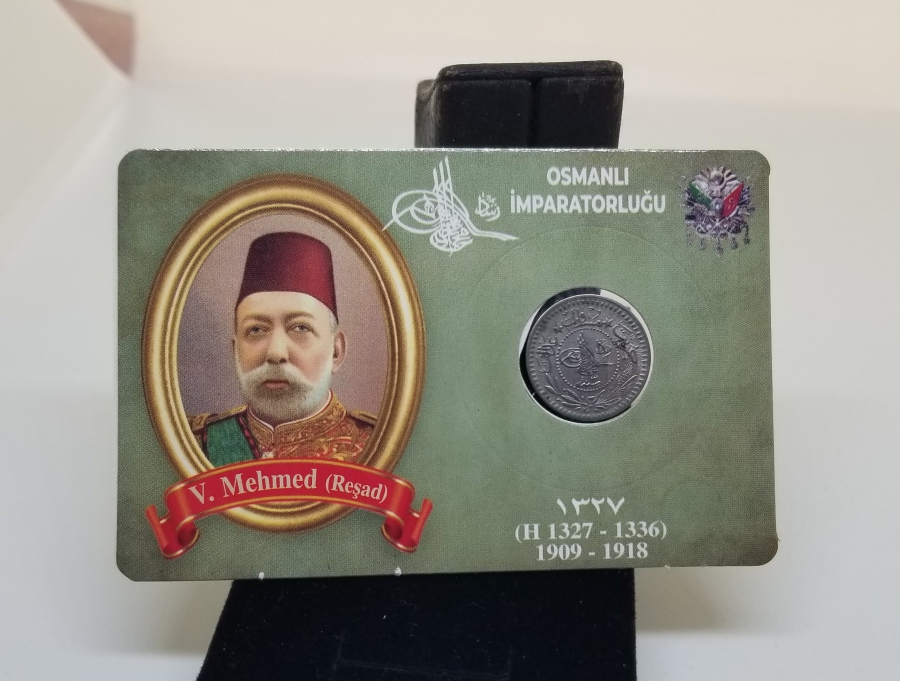 OSMANLI
İMPARATORLUĞU
V. Mehmed (Reşad)
١٣٢٧
(H 1327 - 1336)
1909 - 1918